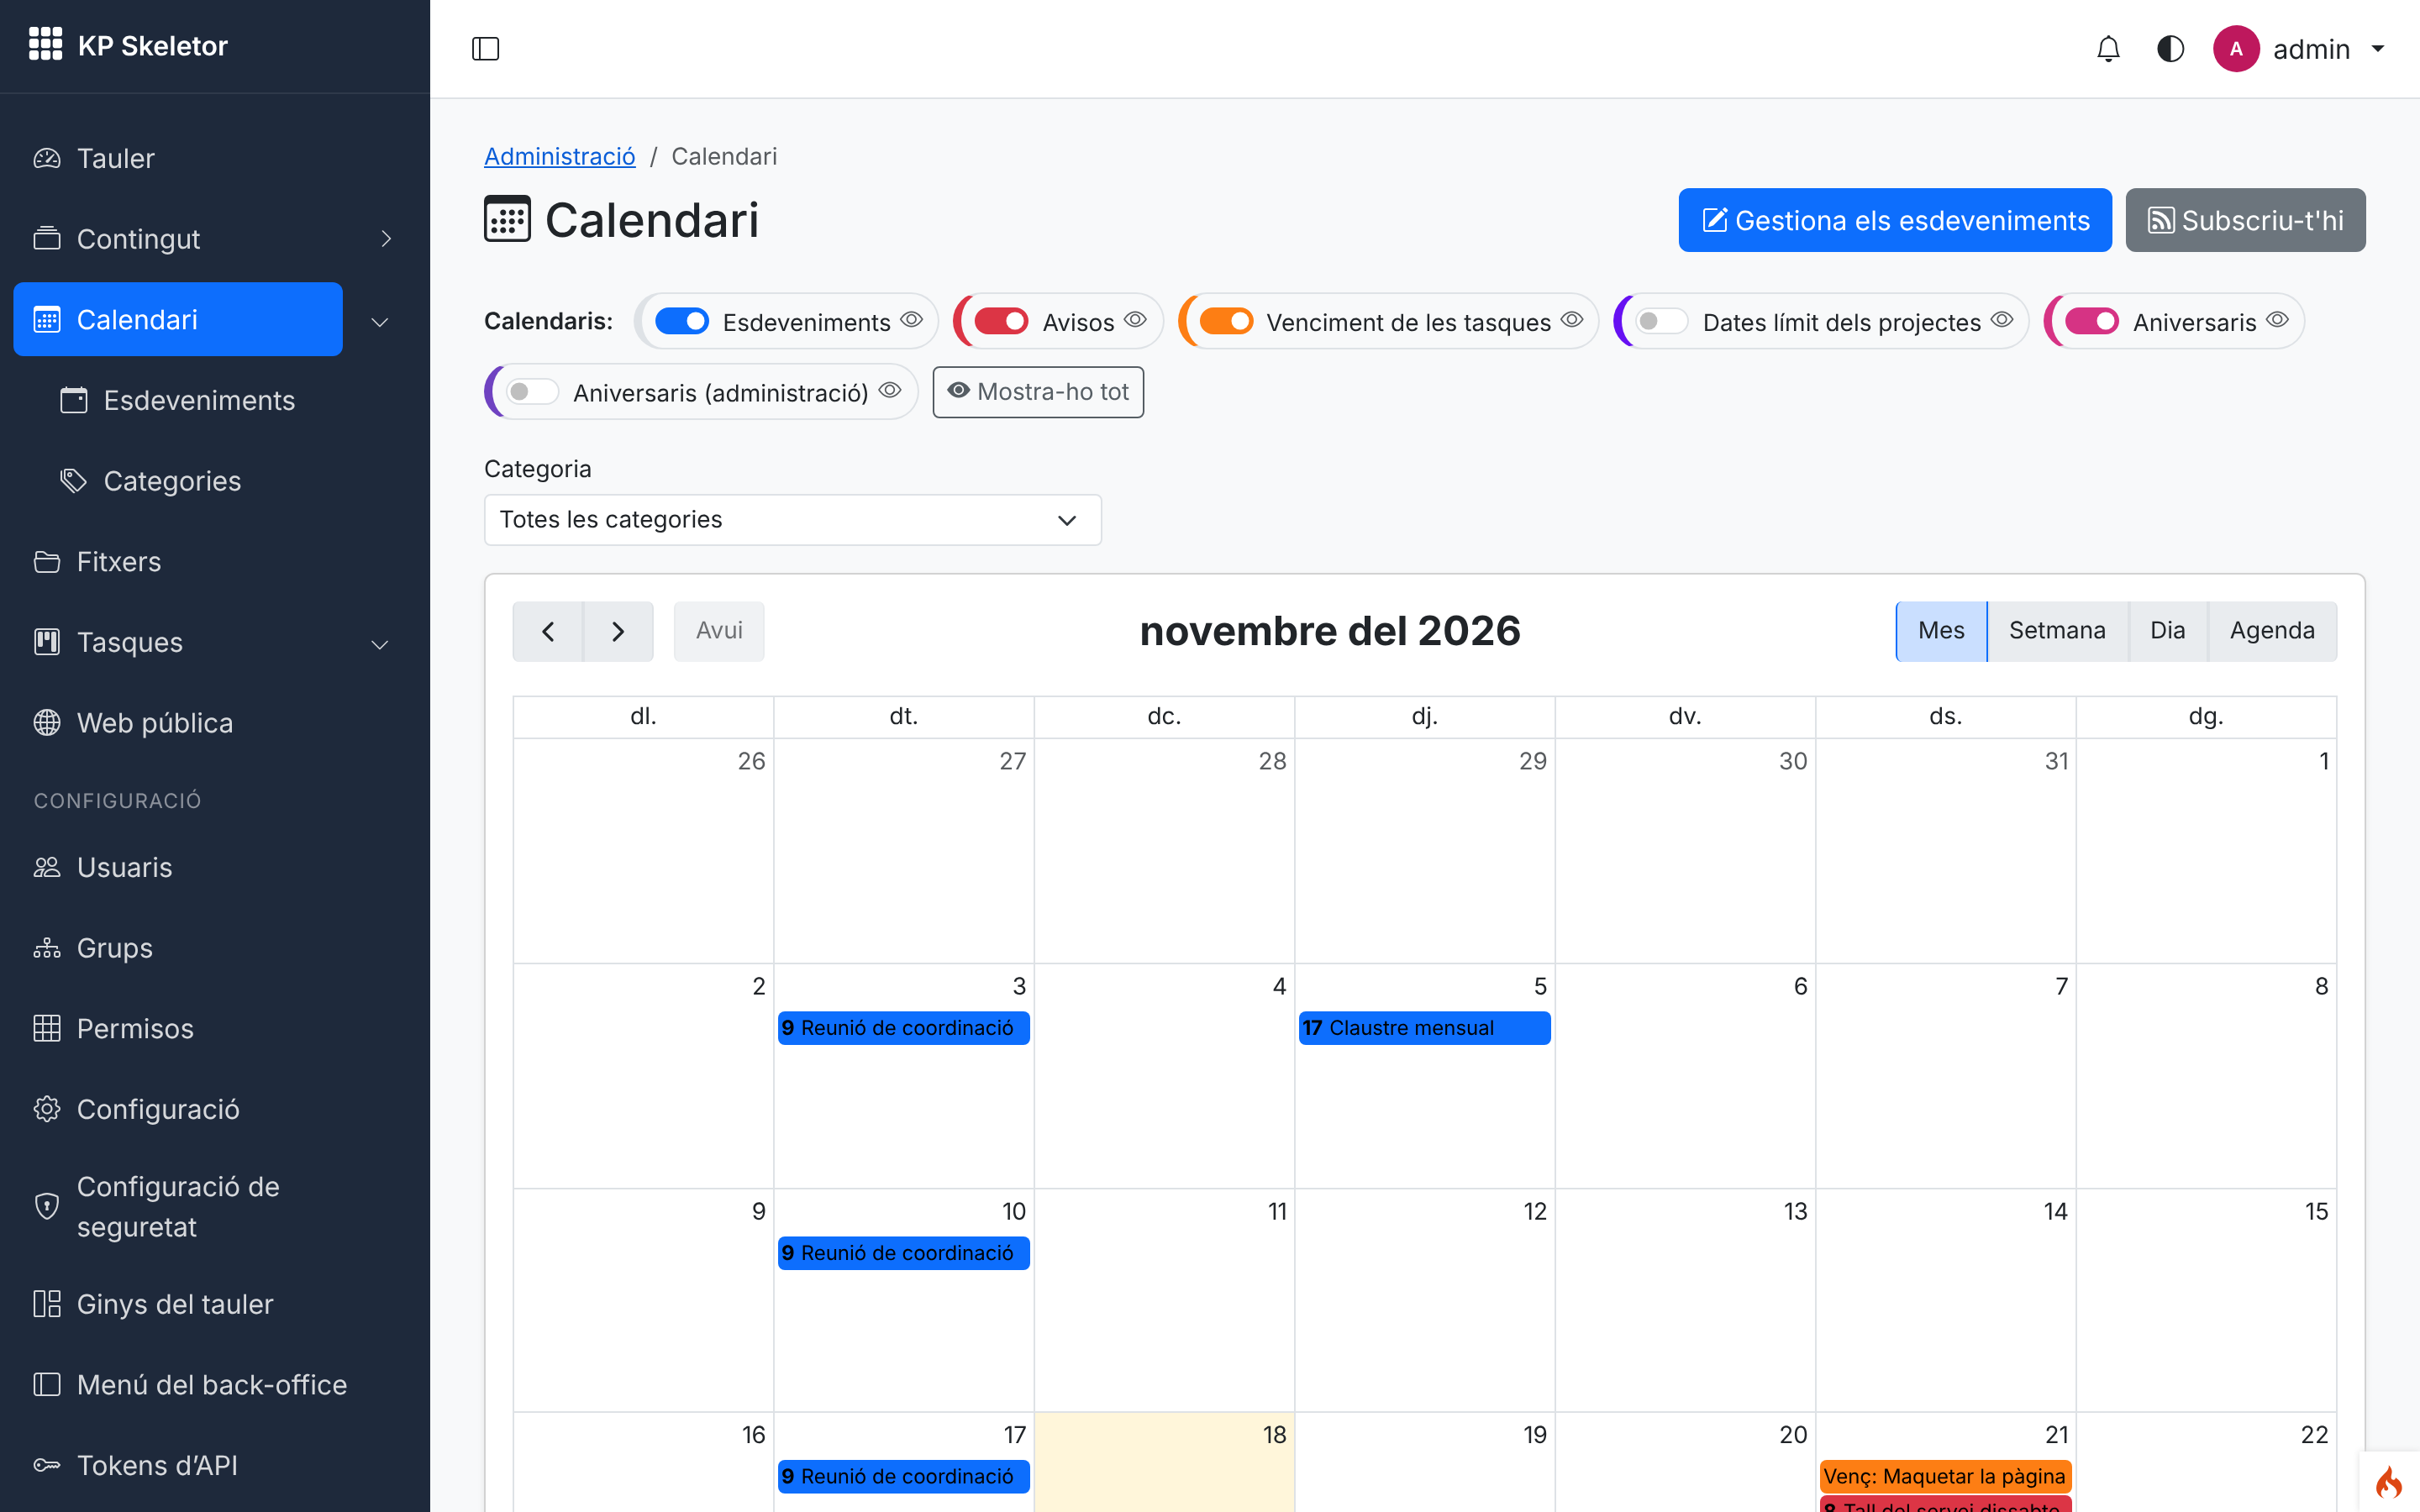 KP Skeletor
Tauler
Contingut
Calendari
Esdeveniments
Categories
Fitxers
Tasques
Web pública
CONFIGURACIÓ
Usuaris
Grups
Permisos
Configuració
Configuració de
seguretat
Ginys del tauler
Menú del back-office
Tokens d’API
A admin
Administració / Calendari
Calendari
Gestiona els esdeveniments
Subscriu-t'hi
Calendaris: Esdeveniments Avisos Venciment de les tasques Dates límit dels projectes Aniversaris
Aniversaris (administració) Mostra-ho tot
Categoria
Totes les categories
Avui
novembre del 2026
Mes Setmana Dia Agenda
dl. dt. dc. dj. dv. ds. dg.
26 27 28 29 30 31 1
2 3 4 5 6 7 8
9 Reunió de coordinació
17 Claustre mensual
9 10 11 12 13 14 15
9 Reunió de coordinació
16 17 18 19 20 21 22
9 Reunió de coordinació
Venç: Maquetar la pàgina
8 Tall del servei dissabte